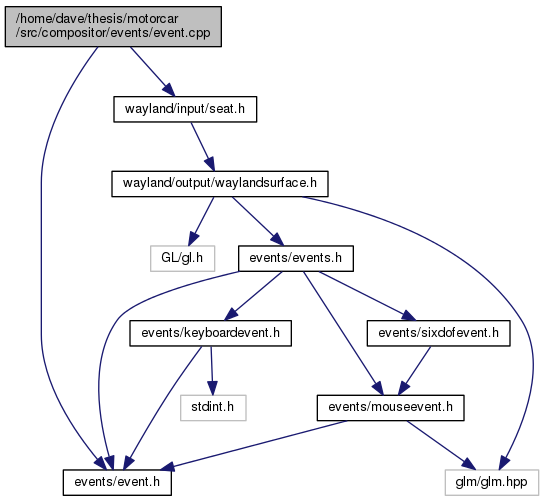 /home/dave/thesis/motorcar
/src/compositor/events/event.cpp
wayland/input/seat.h
wayland/output/waylandsurface.h
GL/gl.h
events/events.h
events/keyboardevent.h
events/sixdofevent.h
stdint.h
events/mouseevent.h
events/event.h
glm/glm.hpp